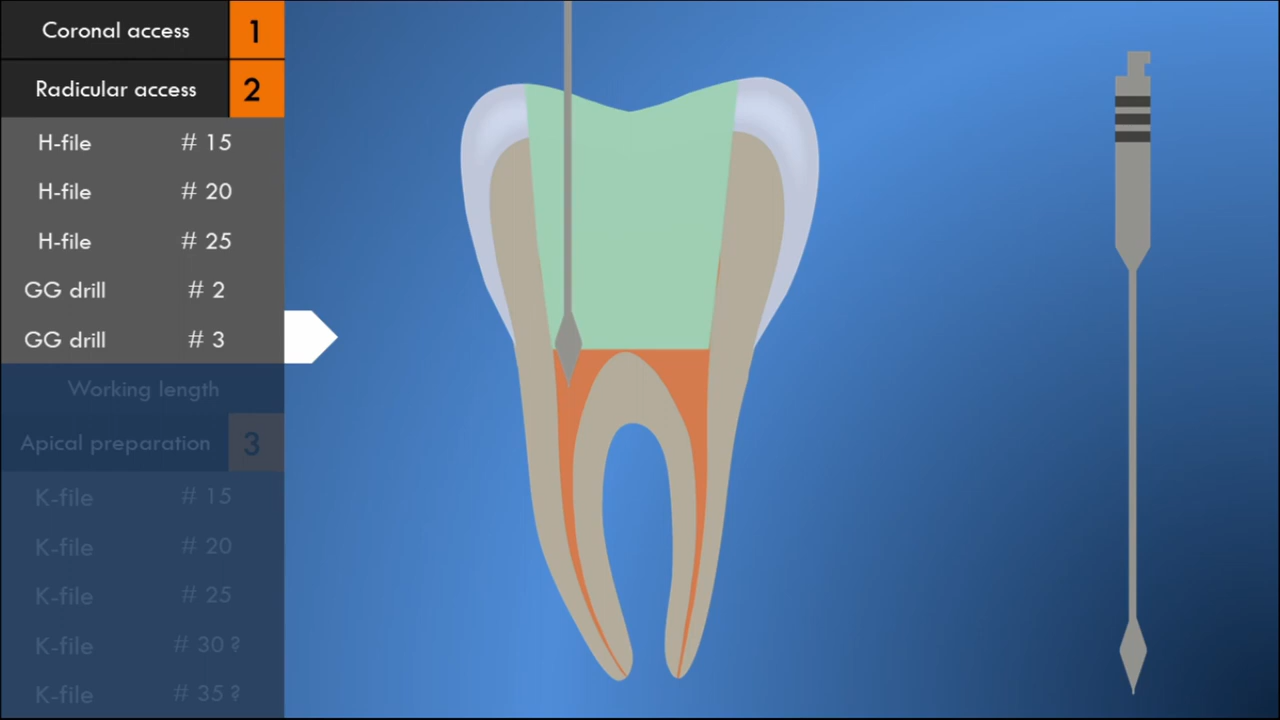 Coronal access 1
Radicular access 2
H-file # 15
H-file # 20
H-file # 25
GG drill # 2
GG drill # 3
Working length
Apical preparation 3
K-file # 15
K-file # 20
K-file # 25
K-file # 30 ?
K-file # 35 ?